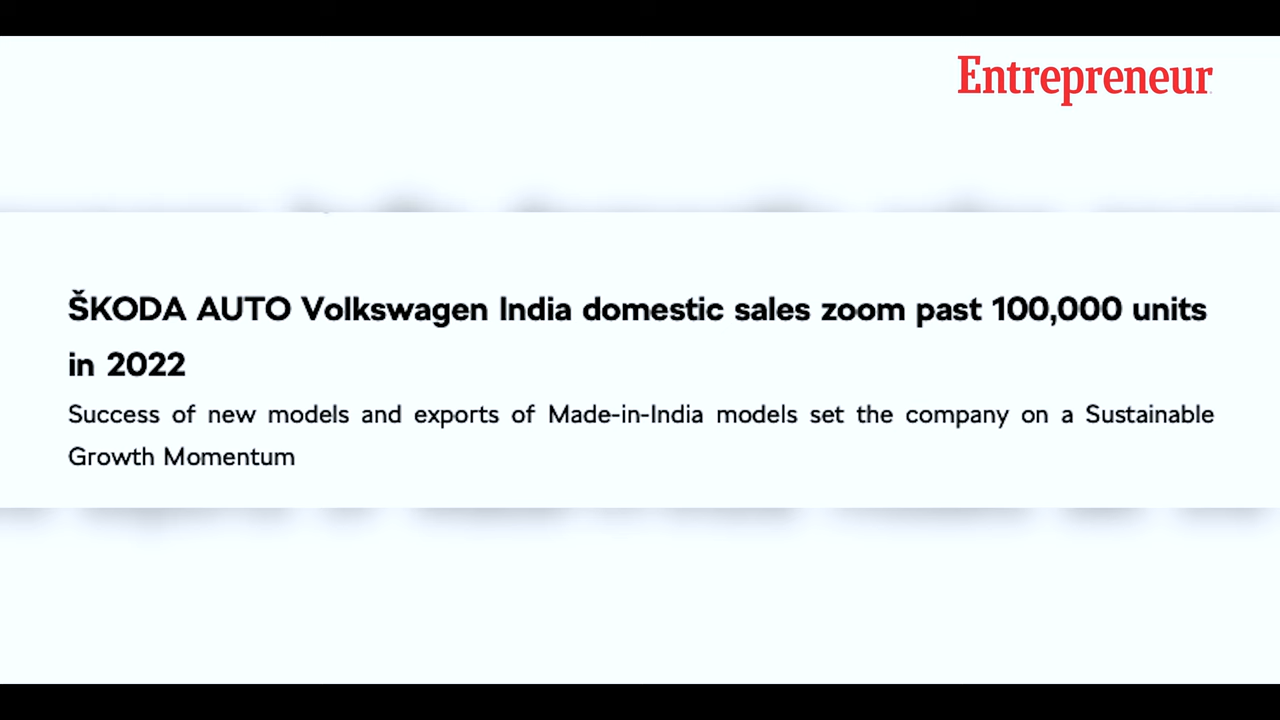 Entrepreneur
ŠKODA AUTO Volkswagen India domestic sales zoom past 100,000 units
in 2022
Success of new models and exports of Made-in-India models set the company on a Sustainable
Growth Momentum